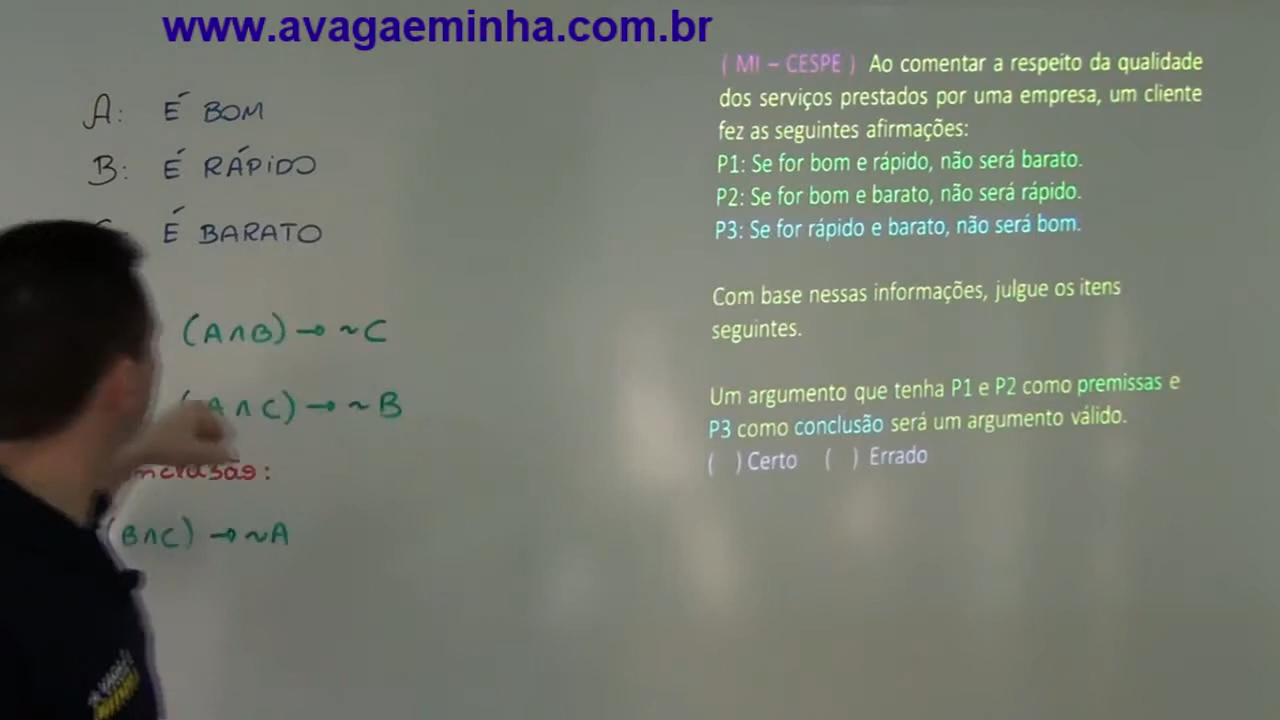 www.avagaeminha.com.br
A: É BOM
B: É RÁPIDO
É BARATO
(A∧B) → ~C
A∧C) → ~B
(B∧C) → ~A
( MI – CESPE ) Ao comentar a respeito da qualidade
dos serviços prestados por uma empresa, um cliente
fez as seguintes afirmações:
P1: Se for bom e rápido, não será barato.
P2: Se for bom e barato, não será rápido.
P3: Se for rápido e barato, não será bom.
Com base nessas informações, julgue os itens
seguintes.
Um argumento que tenha P1 e P2 como premissas e
P3 como conclusão será um argumento válido.
( ) Certo ( ) Errado